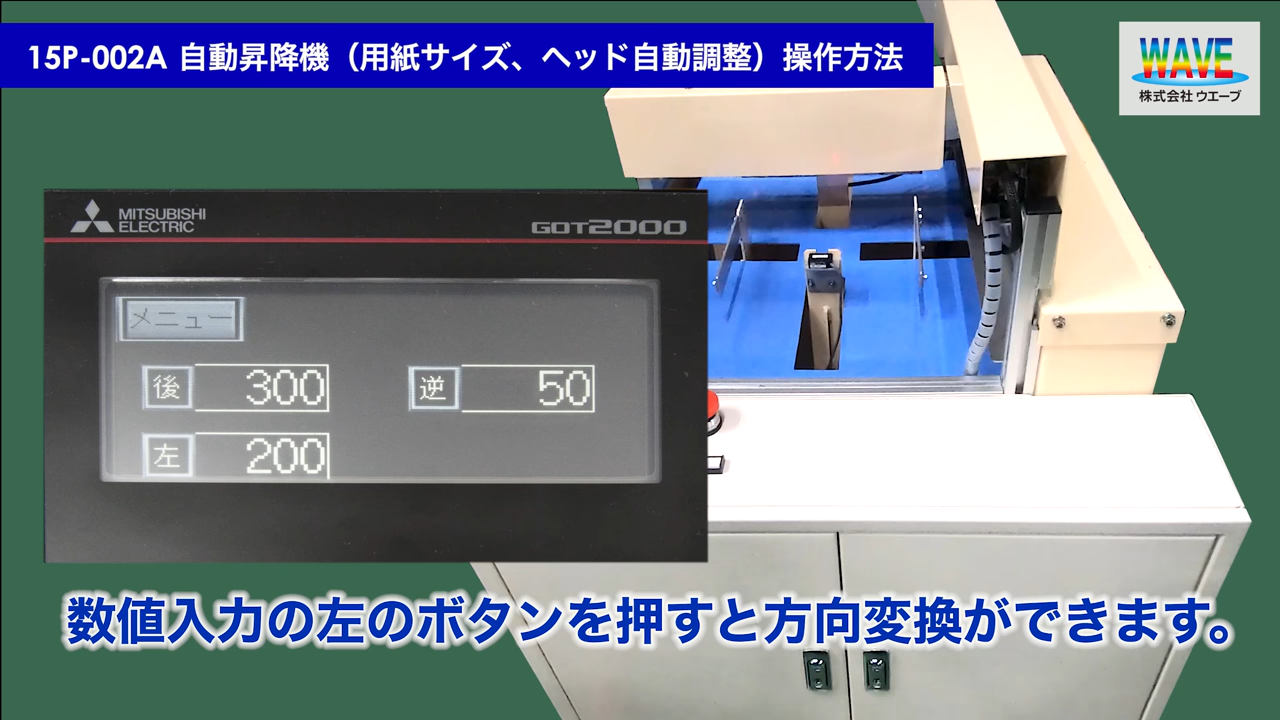 15P-002A 自動昇降機（用紙サイズ、ヘッド自動調整）操作方法
WAVE
株式会社 ウエーブ
MITSUBISHI
ELECTRIC
GOT2000
メニュー
後 300 逆 50
左 200
数値入力の左のボタンを押すと方向変換ができます。